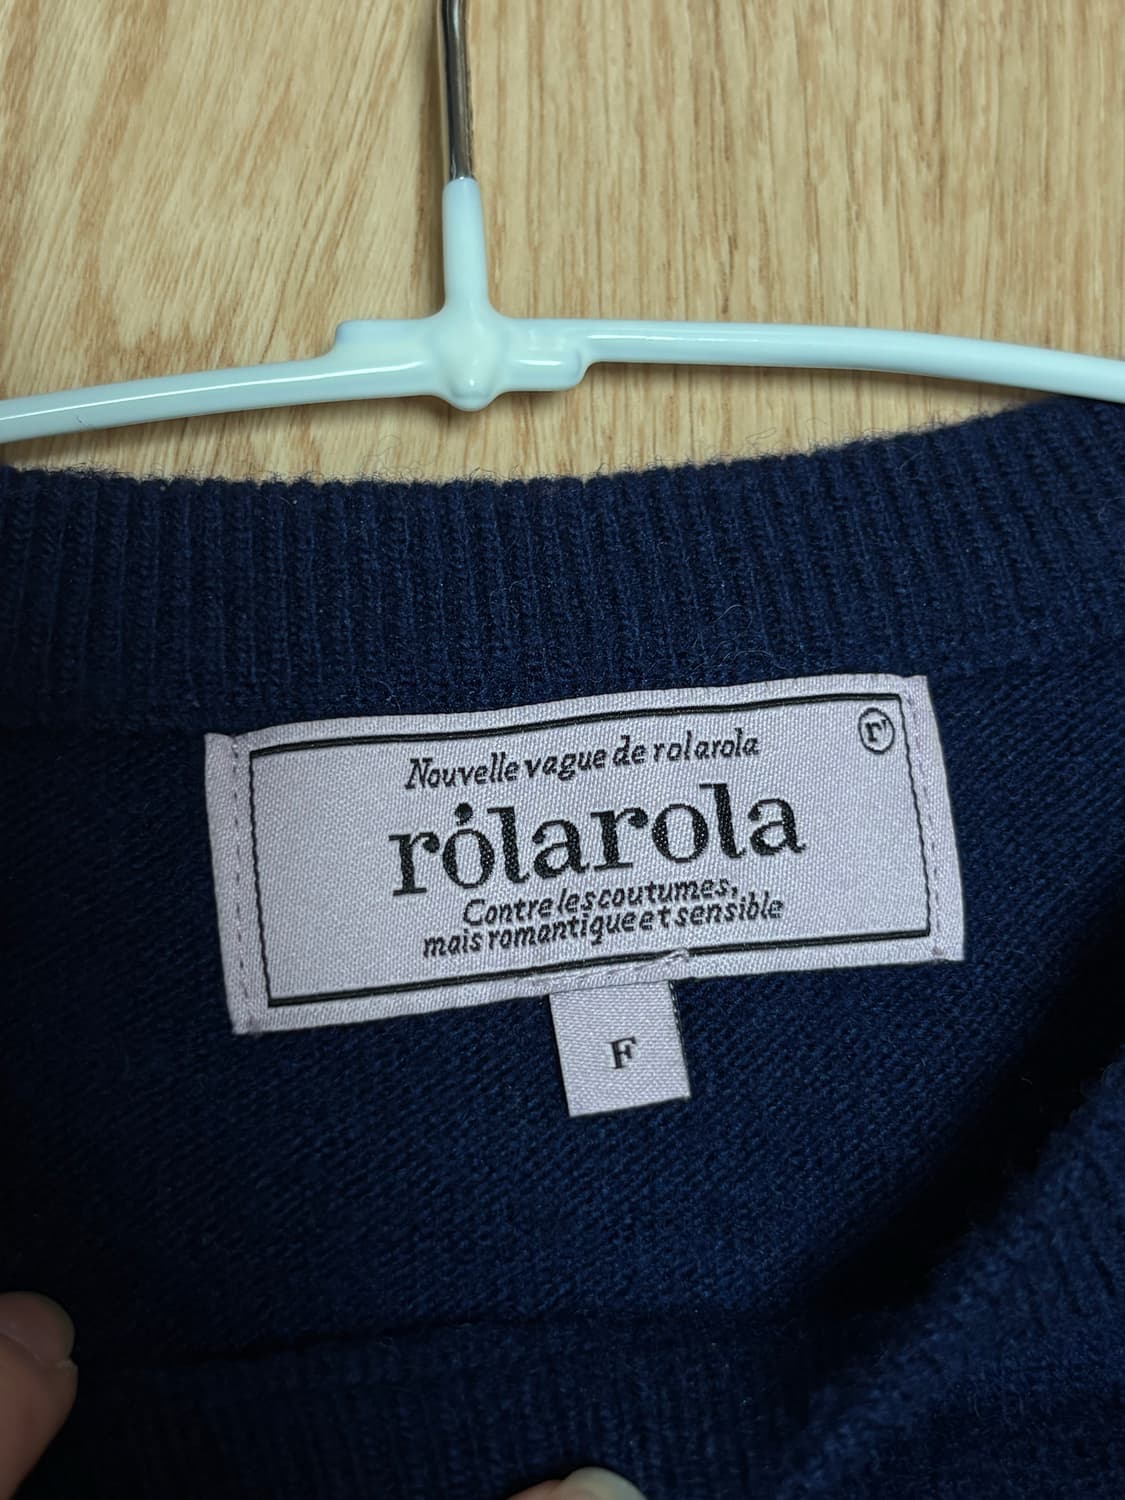 Nouvelle vague de rolarola
r'
rólarola
Contre les coutumes,
mais romantique et sensible
F